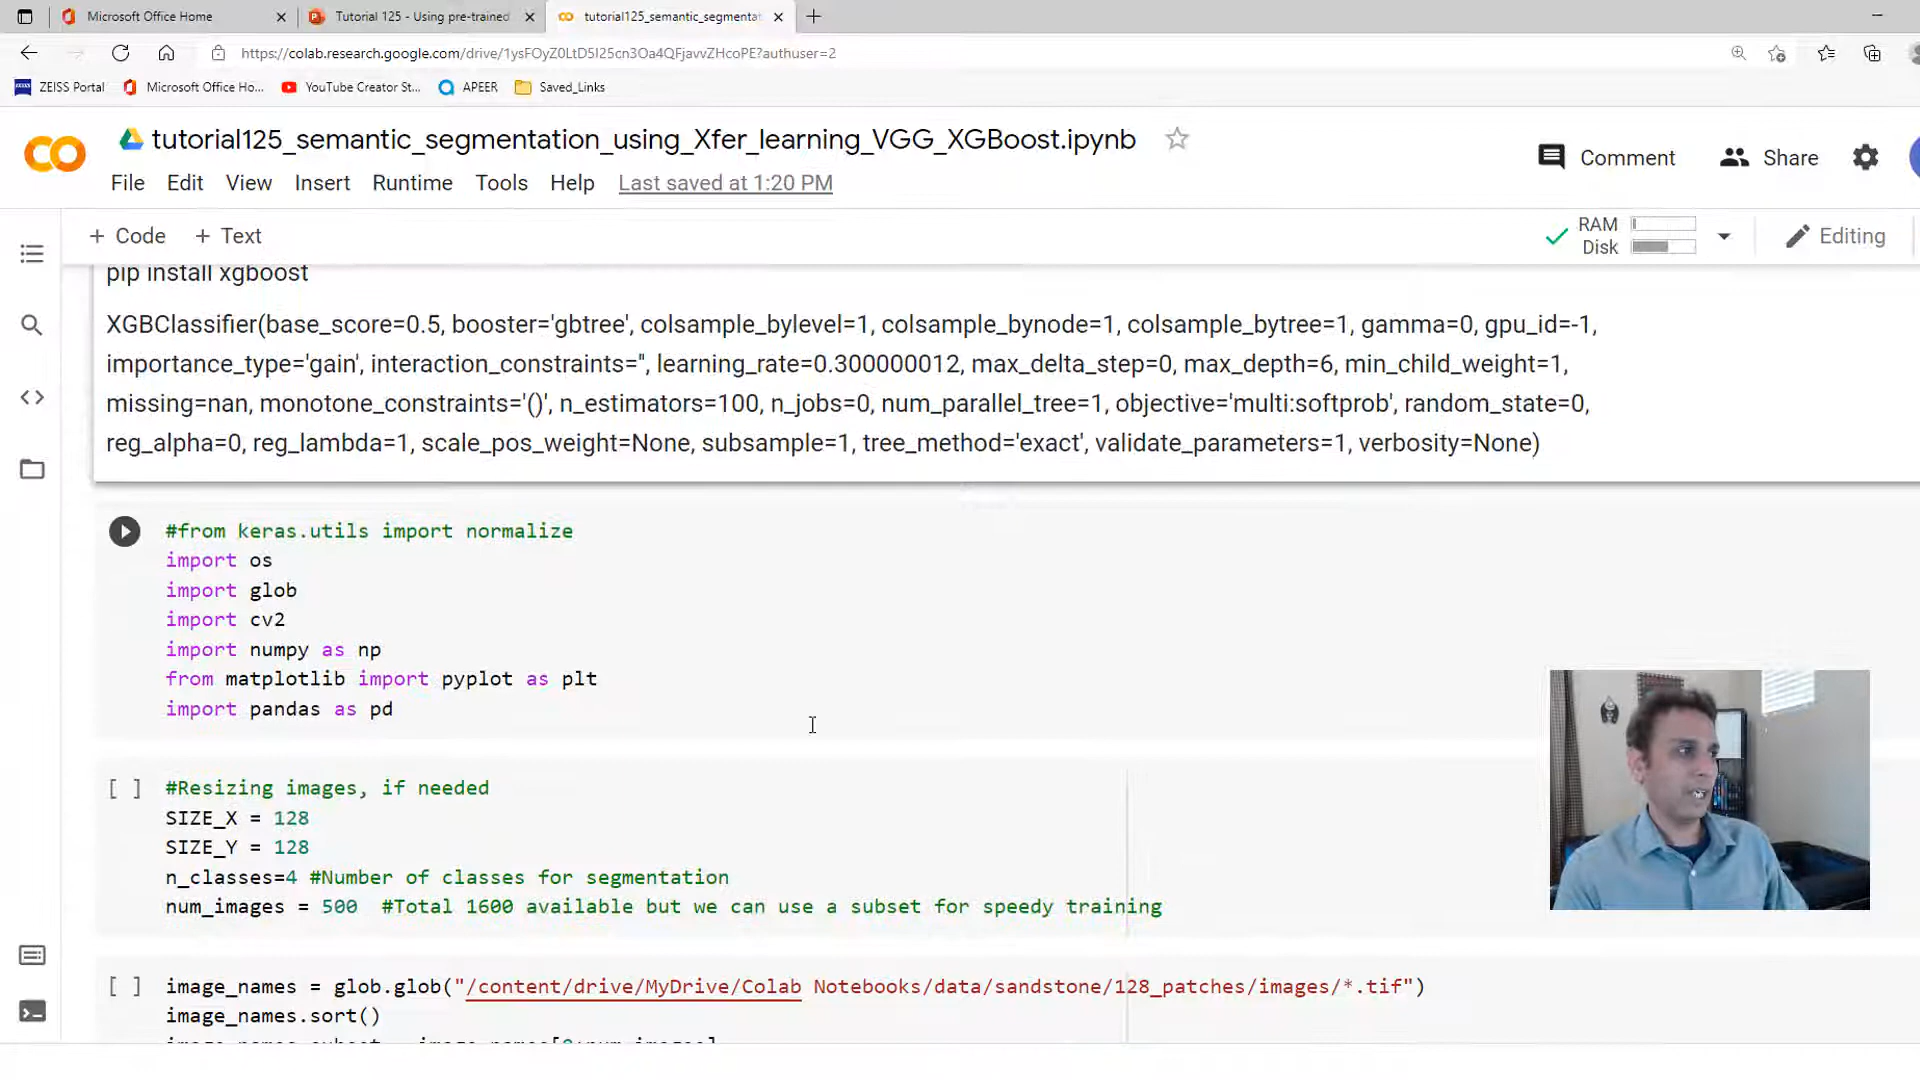 Microsoft Office Home
Tutorial 125 - Using pre-trained
tutorial125_semantic_segmentat
https://colab.research.google.com/drive/1ysFOyZ0LtD5I25cn3Oa4QFjavvZHcoPE?authuser=2
ZEISS Portal
Microsoft Office Ho...
YouTube Creator St...
APEER
Saved_Links
tutorial125_semantic_segmentation_using_Xfer_learning_VGG_XGBoost.ipynb
Comment
Share
File Edit View Insert Runtime Tools Help Last saved at 1:20 PM
+ Code + Text
RAM
Disk
Editing
pip install xgboost
XGBClassifier(base_score=0.5, booster='gbtree', colsample_bylevel=1, colsample_bynode=1, colsample_bytree=1, gamma=0, gpu_id=-1,
importance_type='gain', interaction_constraints='', learning_rate=0.300000012, max_delta_step=0, max_depth=6, min_child_weight=1,
missing=nan, monotone_constraints='()', n_estimators=100, n_jobs=0, num_parallel_tree=1, objective='multi:softprob', random_state=0,
reg_alpha=0, reg_lambda=1, scale_pos_weight=None, subsample=1, tree_method='exact', validate_parameters=1, verbosity=None)
#from keras.utils import normalize
import os
import glob
import cv2
import numpy as np
from matplotlib import pyplot as plt
import pandas as pd
[ ] #Resizing images, if needed
SIZE_X = 128
SIZE_Y = 128
n_classes=4 #Number of classes for segmentation
num_images = 500 #Total 1600 available but we can use a subset for speedy training
[ ] image_names = glob.glob("/content/drive/MyDrive/Colab Notebooks/data/sandstone/128_patches/images/*.tif")
image_names.sort()